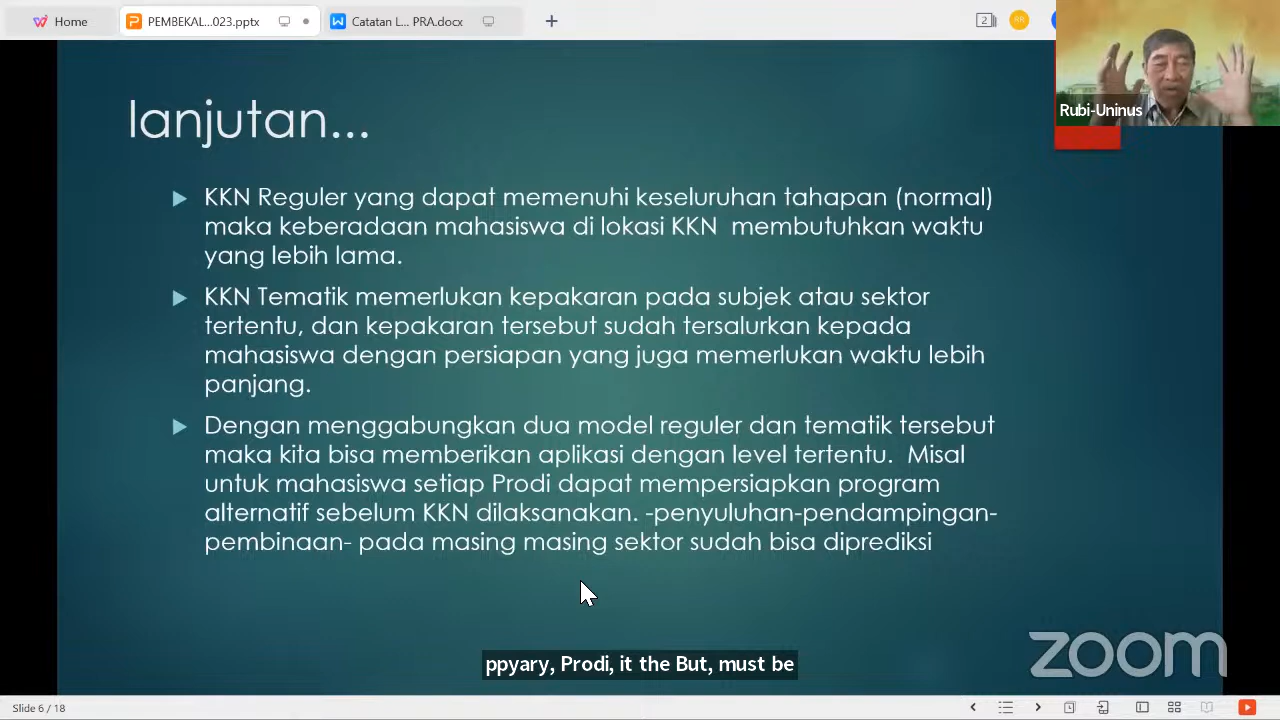 Home
PEMBEKAL...023.pptx
Catatan L... PRA.docx
2
RR
Rubi-Uninus
lanjutan...
KKN Reguler yang dapat memenuhi keseluruhan tahapan (normal)
maka keberadaan mahasiswa di lokasi KKN membutuhkan waktu
yang lebih lama.
KKN Tematik memerlukan kepakaran pada subjek atau sektor
tertentu, dan kepakaran tersebut sudah tersalurkan kepada
mahasiswa dengan persiapan yang juga memerlukan waktu lebih
panjang.
Dengan menggabungkan dua model reguler dan tematik tersebut
maka kita bisa memberikan aplikasi dengan level tertentu. Misal
untuk mahasiswa setiap Prodi dapat mempersiapkan program
alternatif sebelum KKN dilaksanakan. -penyuluhan-pendampingan-
pembinaan- pada masing masing sektor sudah bisa diprediksi
ppyary, Prodi, it the But, must be
zoom
Slide 6 / 18